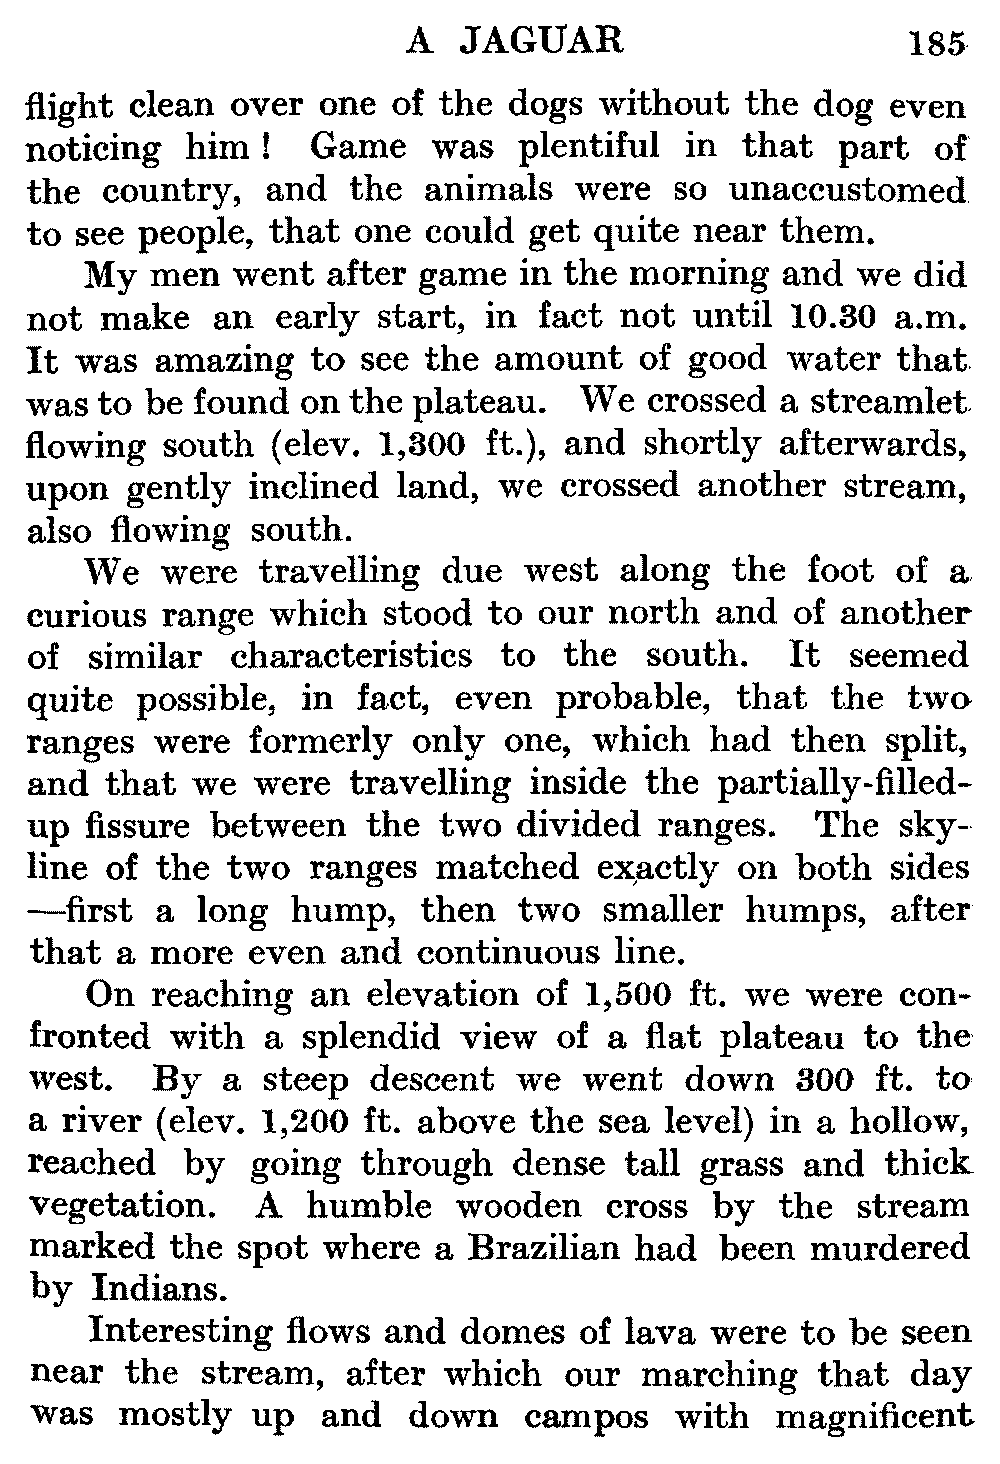 A JAGUAR 185
flight clean over one of the dogs without the dog even
noticing him ! Game was plentiful in that part of
the country, and the animals were so unaccustomed
to see people, that one could get quite near them.
My men went after game in the morning and we did
not make an early start, in fact not until 10.30 a.m.
It was amazing to see the amount of good water that
was to be found on the plateau. We crossed a streamlet
flowing south (elev. 1,300 ft.), and shortly afterwards,
upon gently inclined land, we crossed another stream,
also flowing south.
We were travelling due west along the foot of a
curious range which stood to our north and of another
of similar characteristics to the south. It seemed
quite possible, in fact, even probable, that the two
ranges were formerly only one, which had then split,
and that we were travelling inside the partially-filled-
up fissure between the two divided ranges. The sky-
line of the two ranges matched exactly on both sides
—first a long hump, then two smaller humps, after
that a more even and continuous line.
On reaching an elevation of 1,500 ft. we were con-
fronted with a splendid view of a flat plateau to the
west. By a steep descent we went down 300 ft. to
a river (elev. 1,200 ft. above the sea level) in a hollow,
reached by going through dense tall grass and thick
vegetation. A humble wooden cross by the stream
marked the spot where a Brazilian had been murdered
by Indians.
Interesting flows and domes of lava were to be seen
near the stream, after which our marching that day
was mostly up and down campos with magnificent